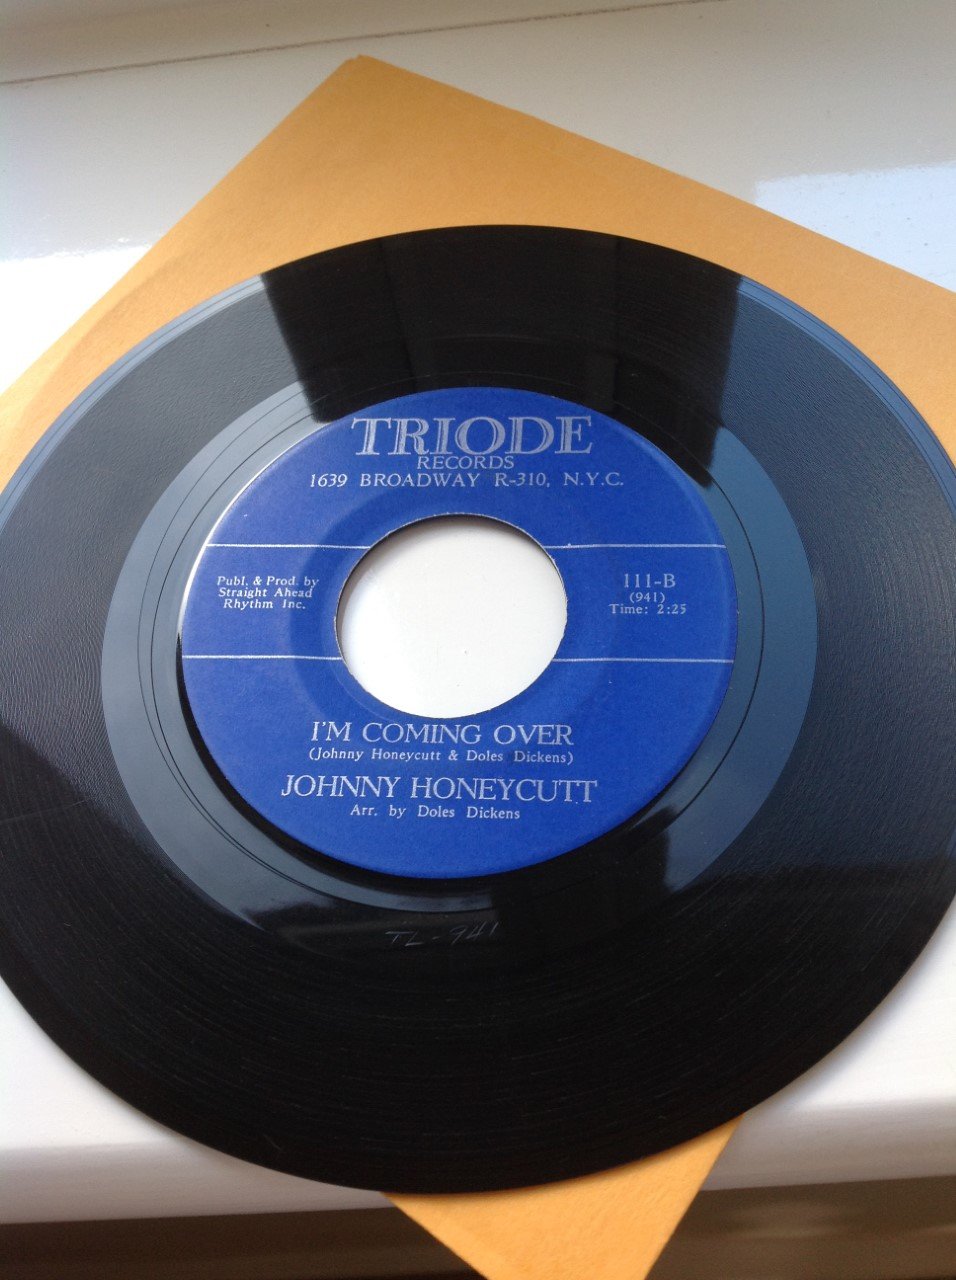 TRIODE
RECORDS
1639 BROADWAY R-310, N.Y.C.
Publ. & Prod. by
Straight Ahead
Rhythm Inc.
111-B
(941)
Time: 2:25
I'M COMING OVER
(Johnny Honeycutt & Doles Dickens)
JOHNNY HONEYCUTT
Arr. by Doles Dickens
TL-941